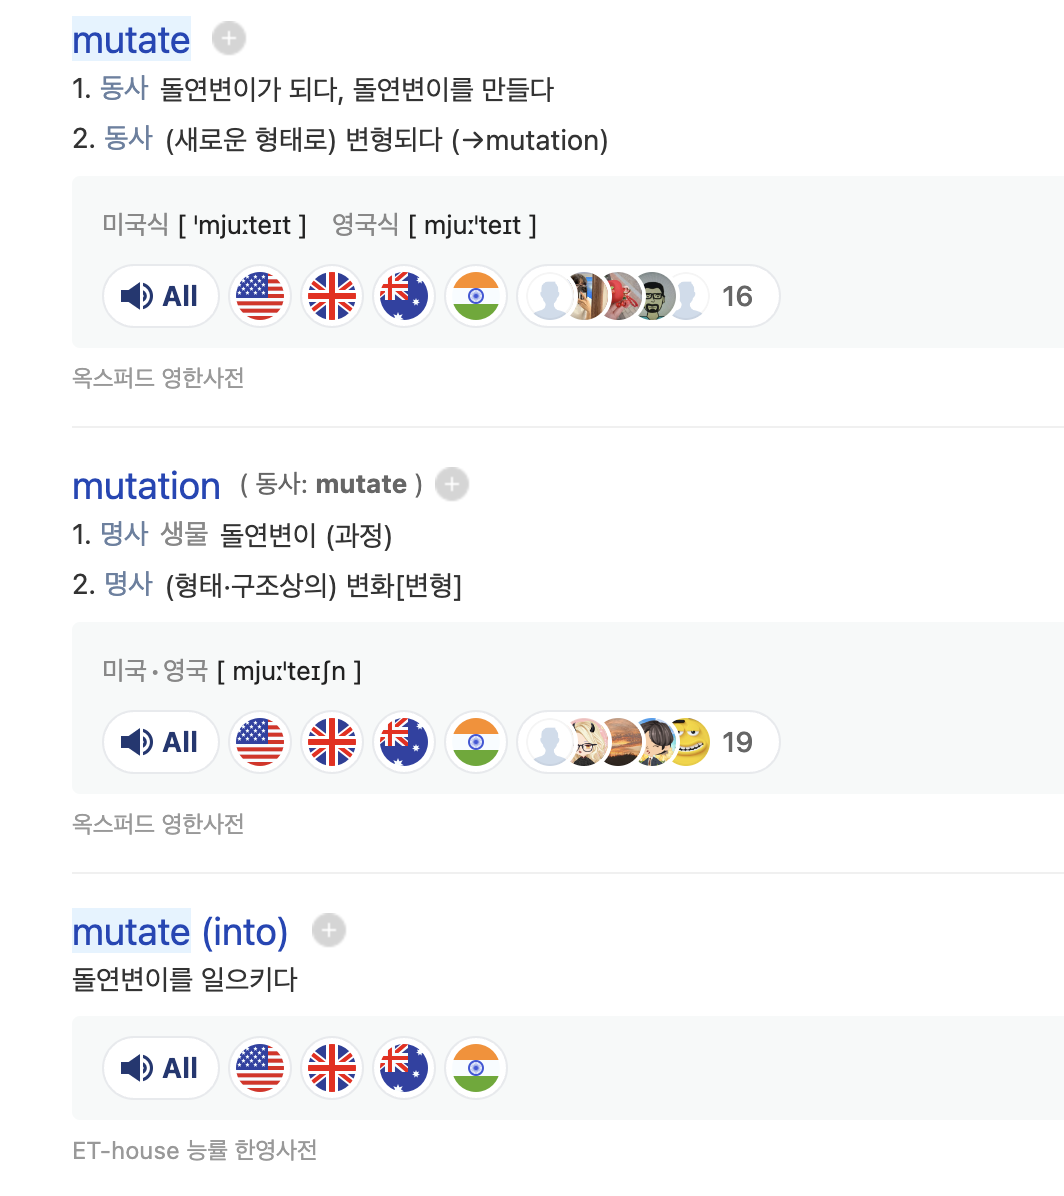 mutate
1. 동사 돌연변이가 되다, 돌연변이를 만들다
2. 동사 (새로운 형태로) 변형되다 (→mutation)
미국식 [ ˈmjuːteɪt ] 영국식 [ mjuːˈteɪt ]
All 16
옥스퍼드 영한사전
mutation ( 동사: mutate )
1. 명사 생물 돌연변이 (과정)
2. 명사 (형태·구조상의) 변화[변형]
미국·영국 [ mjuːˈteɪʃn ]
All 19
옥스퍼드 영한사전
mutate (into)
돌연변이를 일으키다
All
ET-house 능률 한영사전